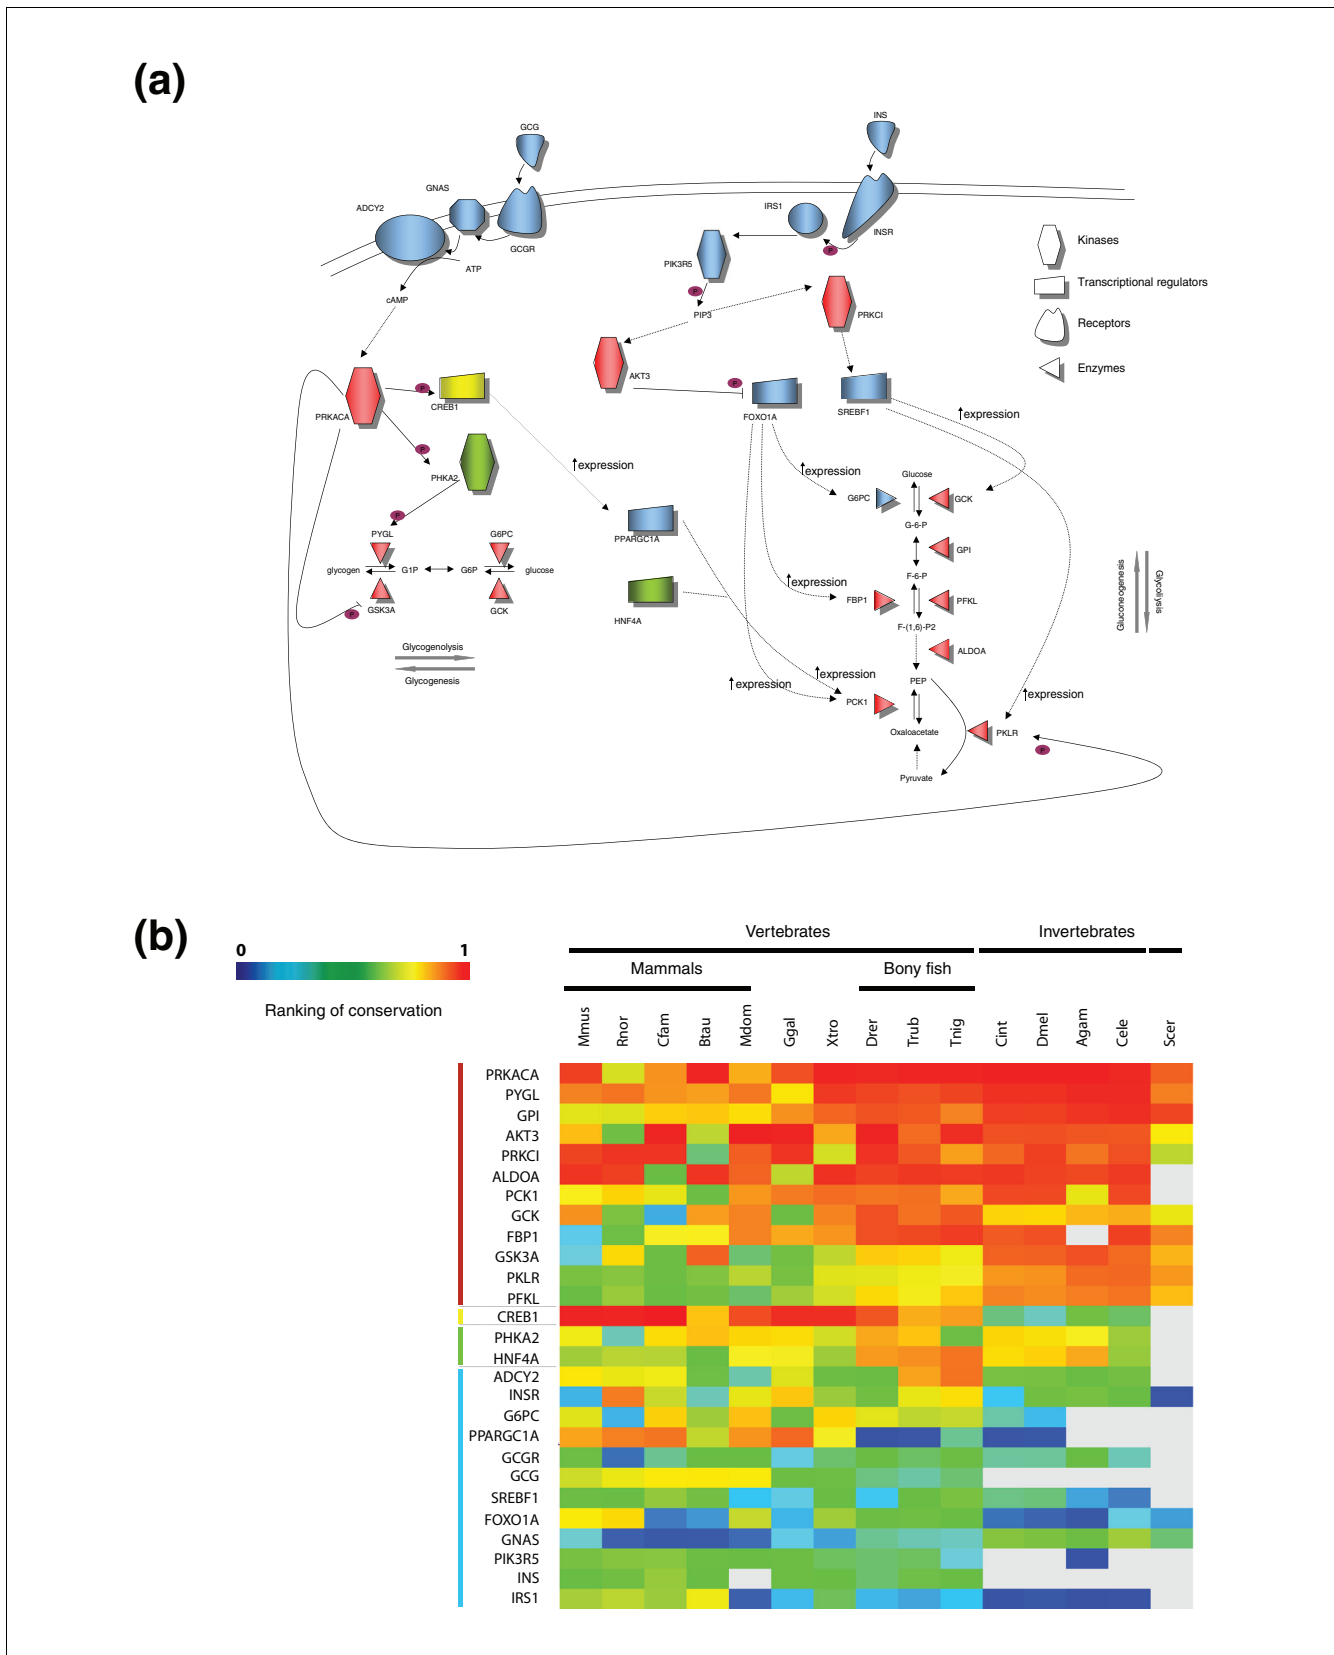 (a)
GCG
INS
GNAS
ADCY2
IRS1
GCGR
INSR
ATP
PIK3R5
P
Kinases
cAMP
P
PIP3
PRKCI
Transcriptional regulators
Receptors
AKT3
Enzymes
P
P
PRKACA
CREB1
FOXO1A
SREBF1
expression
P
PHKA2
expression
expression
Glucose
G6PC
GCK
P
G-6-P
PYGL
G6PC
PPARGC1A
GPI
glycogen
G1P
G6P
glucose
F-6-P
expression
GSK3A
GCK
P
FBP1
PFKL
HNF4A
F-(1,6)-P2
Gluconeogenesis
Glycolysis
Glycogenolysis
ALDOA
Glycogenesis
expression
expression
PEP
PCK1
expression
Oxaloacetate
PKLR
P
Pyruvate
(b)
0 1
Ranking of conservation
Vertebrates Invertebrates
Mammals Bony fish
Mmus Rnor Cfam Btau Mdom Ggal Xtro Drer Trub Tnig Cint Dmel Agam Cele Scer
PRKACA
PYGL
GPI
AKT3
PRKCI
ALDOA
PCK1
GCK
FBP1
GSK3A
PKLR
PFKL
CREB1
PHKA2
HNF4A
ADCY2
INSR
G6PC
PPARGC1A
GCGR
GCG
SREBF1
FOXO1A
GNAS
PIK3R5
INS
IRS1